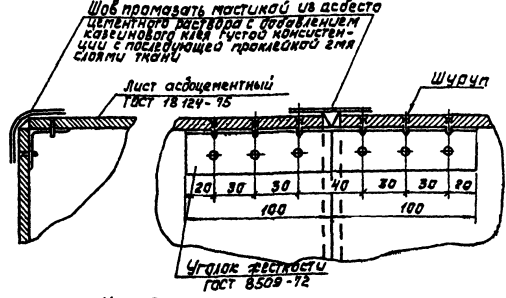 Шов промазать мастикой из асбесто
цементного раствора с добавлением
казеинового клея густой консистен-
ции с последующей проклейкой 2мя
слоями ткани
Лист асбоцементный
ГОСТ 18124-75
Шуруп
20 30 30 40 30 30 20
100 100
Уголок жесткости
ГОСТ 8509-72